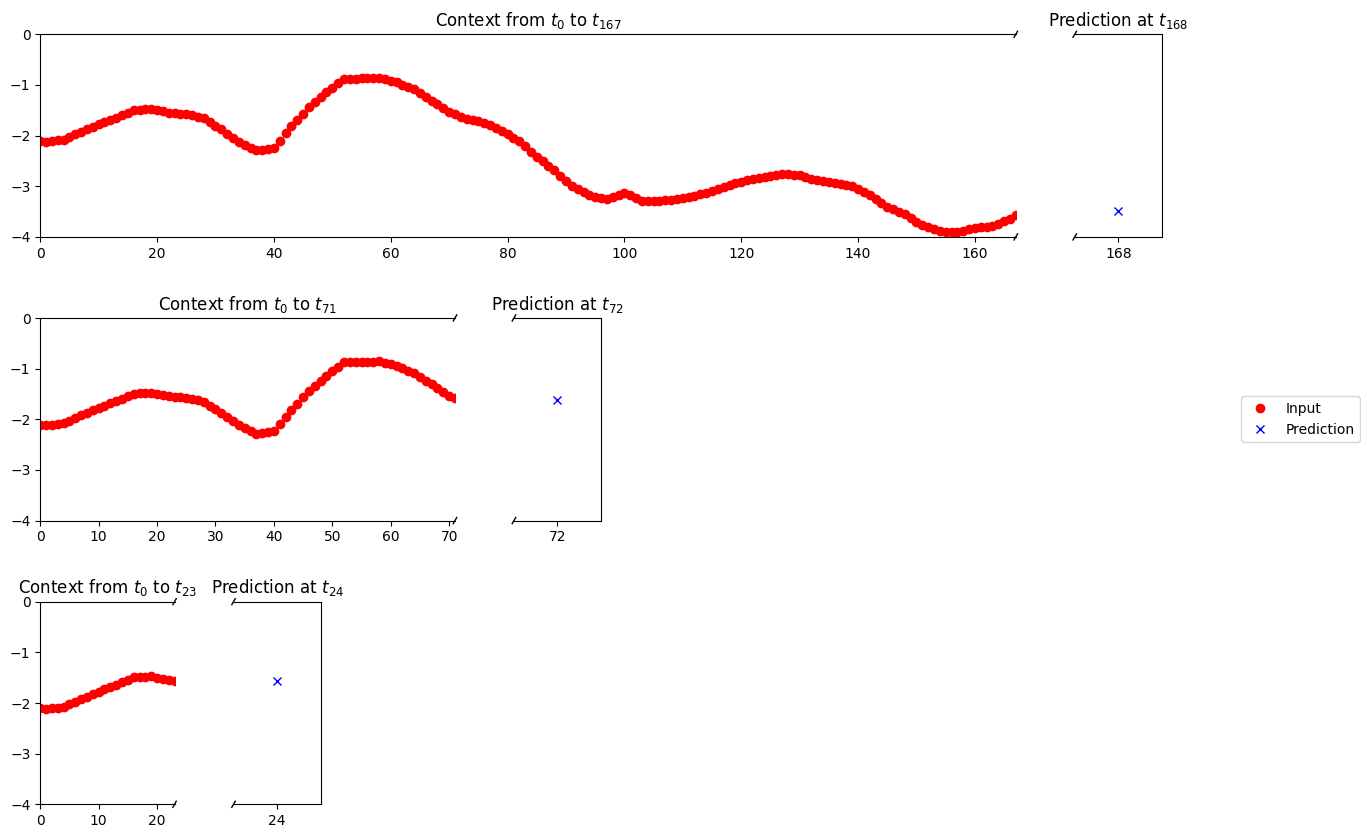 Context from t₀ to t₁₆₇ Prediction at t₁₆₈
0
−1
−2
−3
−4
0 20 40 60 80 100 120 140 160 168
Context from t₀ to t₇₁ Prediction at t₇₂
0
−1
−2
−3
−4
0 10 20 30 40 50 60 70 72
Input
Prediction
Context from t₀ to t₂₃ Prediction at t₂₄
0
−1
−2
−3
−4
0 10 20 24